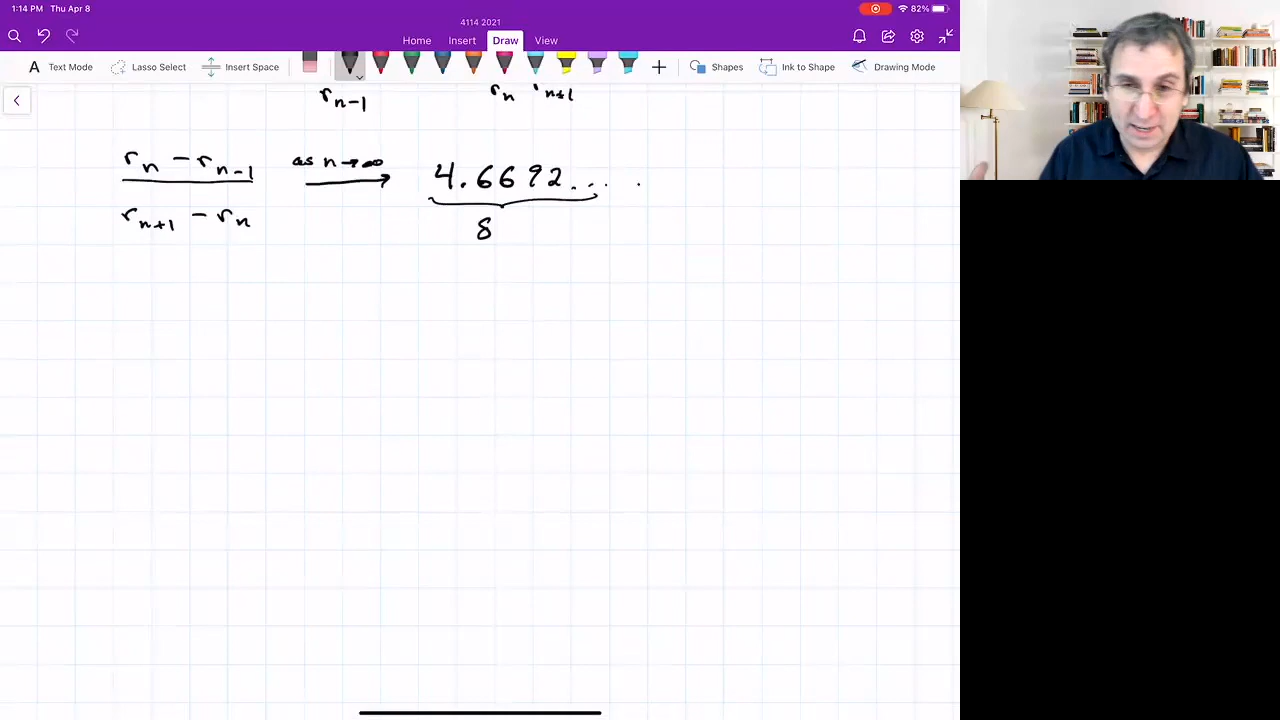 1:14 PM Thu Apr 8
82%
4114 2021
Home Insert Draw View
A Text Mode Lasso Select Insert Space + Shapes Ink to Shape Drawing Mode
r_{n-1} r_n r_{n+1}
r_n - r_{n-1} as n→∞ 4.6692...
r_{n+1} - r_n δ